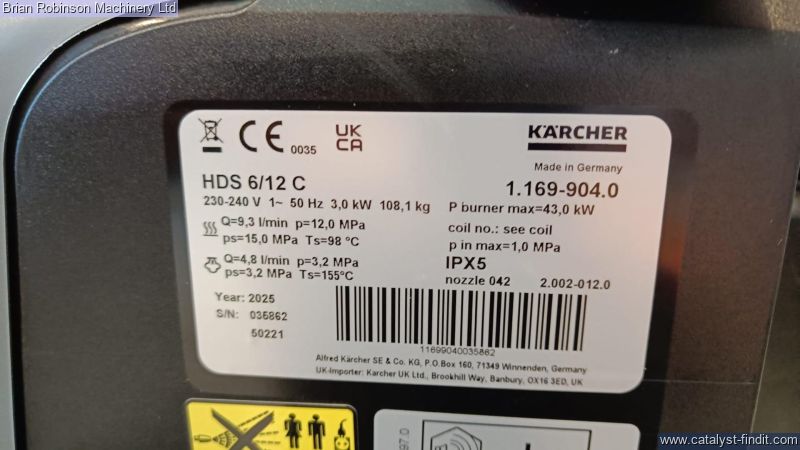 Brian Robinson Machinery Ltd
CE 0035
UK
CA
KÄRCHER
Made in Germany
HDS 6/12 C
1.169-904.0
230-240 V 1~ 50 Hz 3,0 kW 108,1 kg
P burner max=43,0 kW
Q=9,3 l/min p=12,0 MPa
ps=15,0 MPa Ts=98 °C
coil no.: see coil
p in max=1,0 MPa
Q=4,8 l/min p=3,2 MPa
ps=3,2 MPa Ts=155°C
IPX5
nozzle 042 2.002-012.0
Year: 2025
S/N: 035862
50221
11699040035862
Alfred Kärcher SE & Co. KG, P.O.Box 160, 71349 Winnenden, Germany
UK-Importer: Karcher UK Ltd., Brookhill Way, Banbury, OX16 3ED, UK
97.0
www.catalyst-findit.com